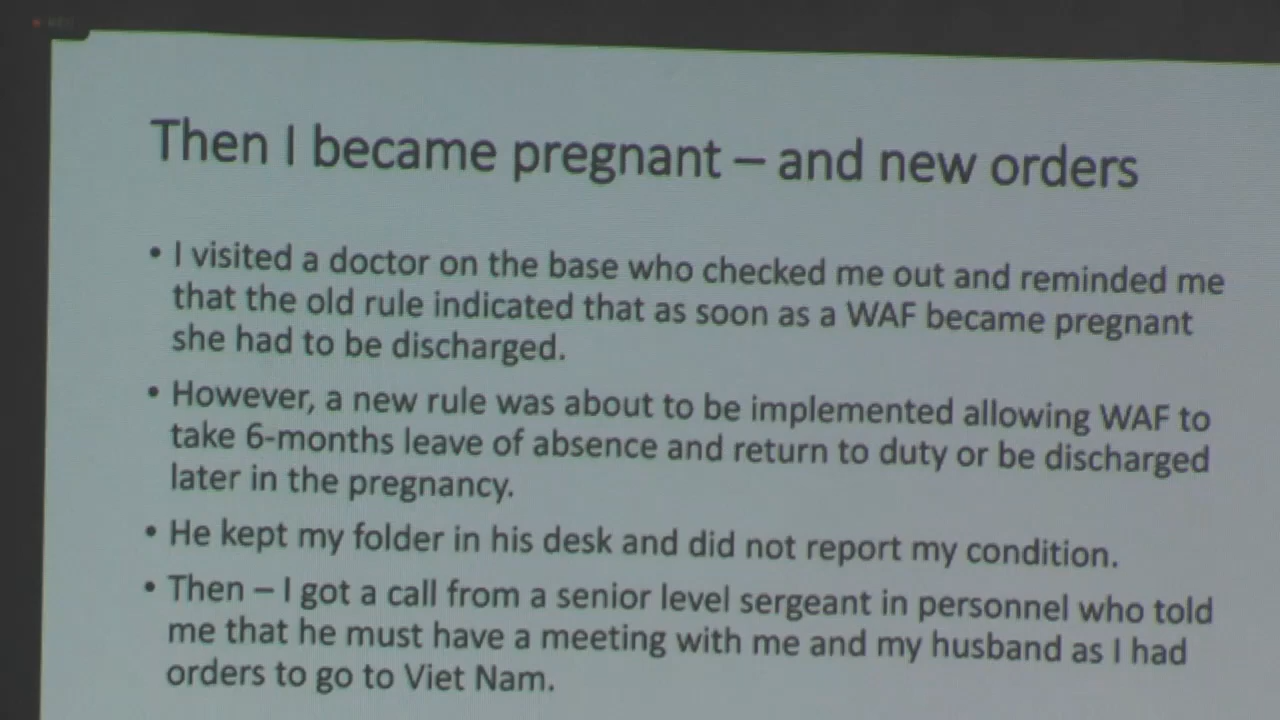 Then I became pregnant – and new orders
• I visited a doctor on the base who checked me out and reminded me
that the old rule indicated that as soon as a WAF became pregnant
she had to be discharged.
• However, a new rule was about to be implemented allowing WAF to
take 6-months leave of absence and return to duty or be discharged
later in the pregnancy.
• He kept my folder in his desk and did not report my condition.
• Then – I got a call from a senior level sergeant in personnel who told
me that he must have a meeting with me and my husband as I had
orders to go to Viet Nam.